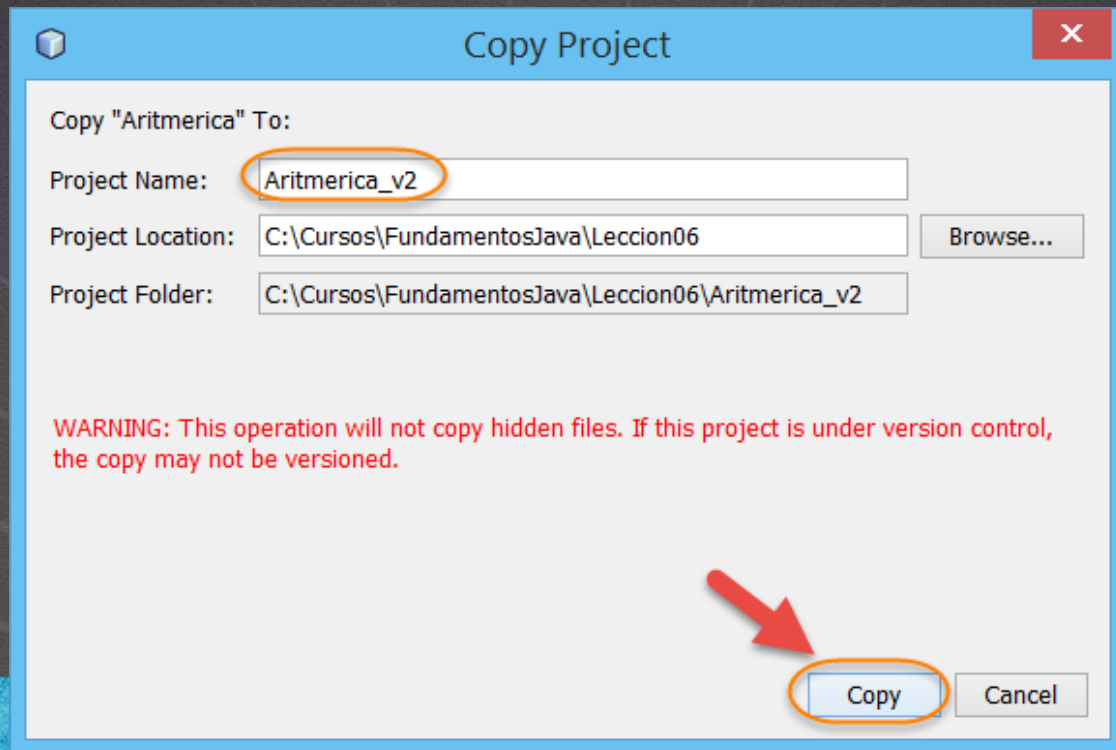 Copy Project
Copy "Aritmerica" To:
Project Name: Aritmerica_v2
Project Location: C:\Cursos\FundamentosJava\Leccion06 Browse...
Project Folder: C:\Cursos\FundamentosJava\Leccion06\Aritmerica_v2
WARNING: This operation will not copy hidden files. If this project is under version control,
the copy may not be versioned.
Copy Cancel